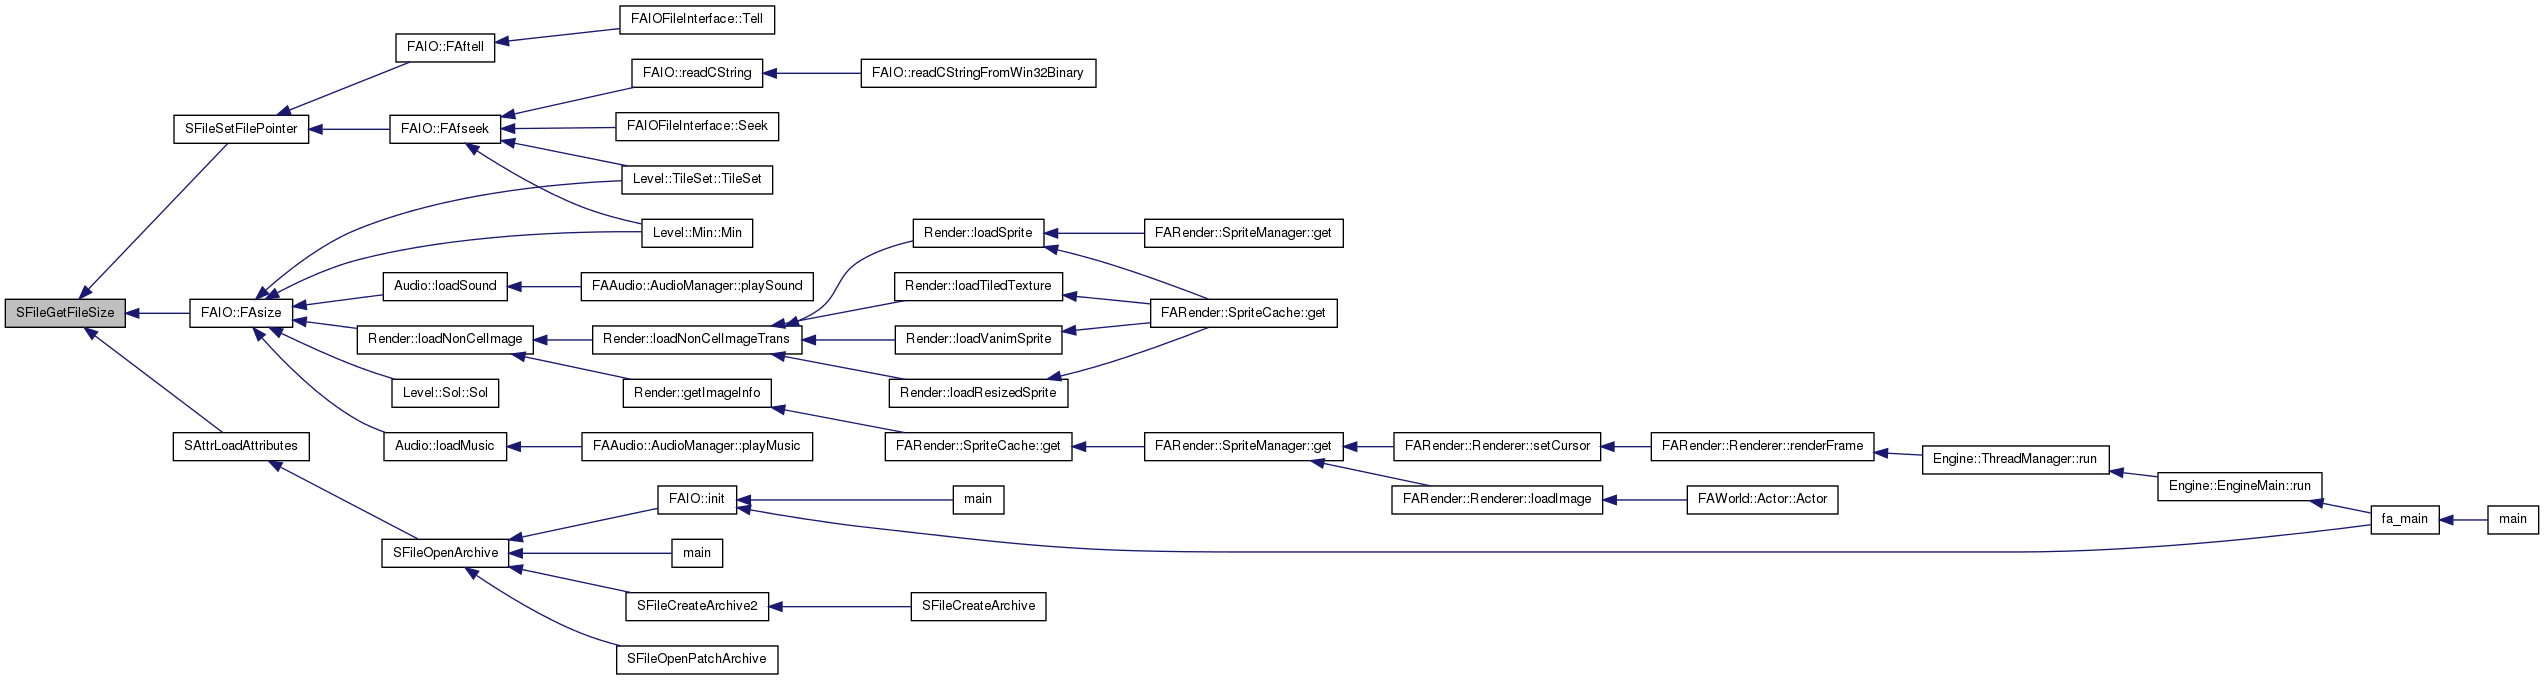 FAIOFileInterface::Tell
FAIO::FAftell
FAIO::readCString
FAIO::readCStringFromWin32Binary
SFileSetFilePointer
FAIO::FAfseek
FAIOFileInterface::Seek
Level::TileSet::TileSet
Level::Min::Min
Render::loadSprite
FARender::SpriteManager::get
Audio::loadSound
FAAudio::AudioManager::playSound
Render::loadTiledTexture
SFileGetFileSize
FAIO::FAsize
FARender::SpriteCache::get
Render::loadNonCelImage
Render::loadNonCelImageTrans
Render::loadVanimSprite
Level::Sol::Sol
Render::getImageInfo
Render::loadResizedSprite
SAttrLoadAttributes
Audio::loadMusic
FAAudio::AudioManager::playMusic
FARender::SpriteCache::get
FARender::SpriteManager::get
FARender::Renderer::setCursor
FARender::Renderer::renderFrame
Engine::ThreadManager::run
Engine::EngineMain::run
FAIO::init
main
FARender::Renderer::loadImage
FAWorld::Actor::Actor
fa_main
main
SFileOpenArchive
main
SFileCreateArchive2
SFileCreateArchive
SFileOpenPatchArchive